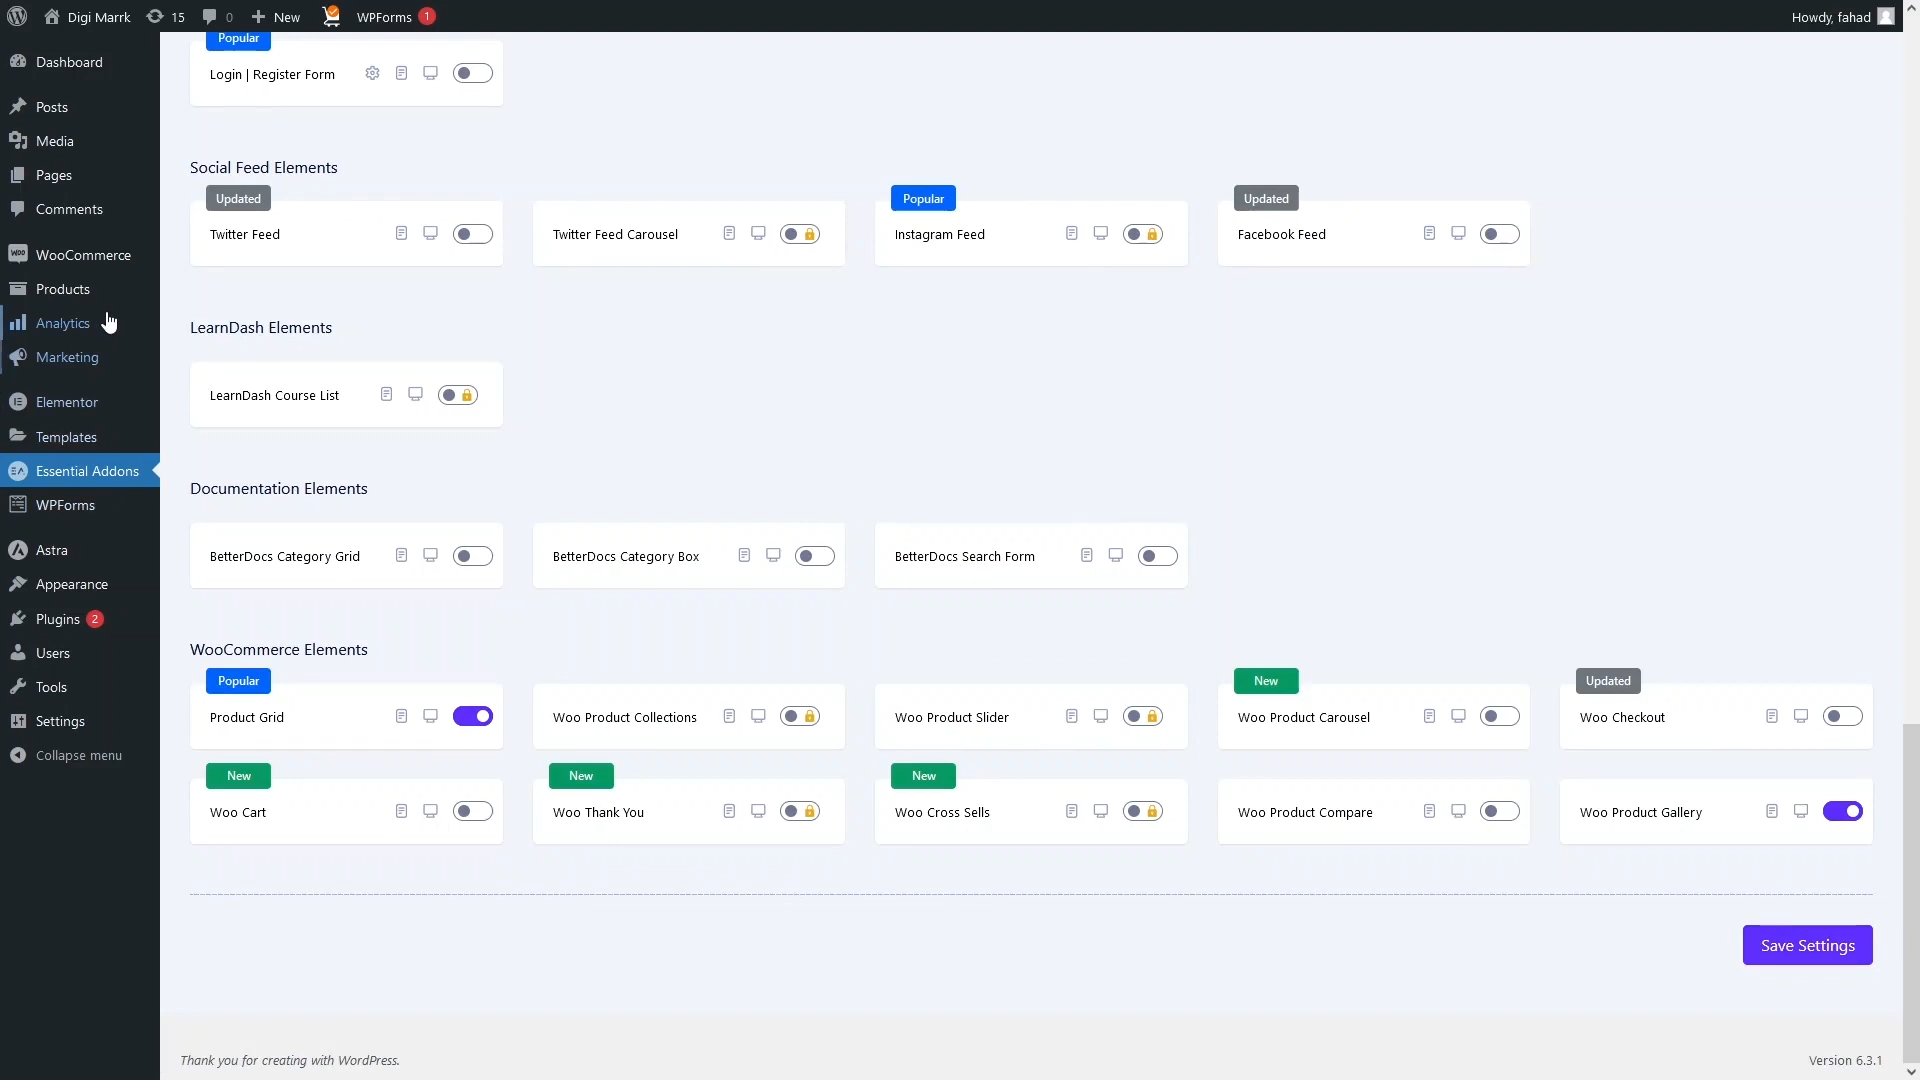 Digi Marrk 15 0 New WPForms 1 Howdy, fahad
Dashboard
Posts
Media
Pages
Comments
WooCommerce
Products
Analytics
Marketing
Elementor
Templates
Essential Addons
WPForms
Astra
Appearance
Plugins 2
Users
Tools
Settings
Collapse menu
Popular
Login | Register Form
Social Feed Elements
Updated
Twitter Feed
Twitter Feed Carousel
Popular
Instagram Feed
Updated
Facebook Feed
LearnDash Elements
LearnDash Course List
Documentation Elements
BetterDocs Category Grid
BetterDocs Category Box
BetterDocs Search Form
WooCommerce Elements
Popular
Product Grid
Woo Product Collections
Woo Product Slider
New
Woo Product Carousel
Updated
Woo Checkout
New
Woo Cart
New
Woo Thank You
New
Woo Cross Sells
Woo Product Compare
Woo Product Gallery
Save Settings
Thank you for creating with WordPress.
Version 6.3.1